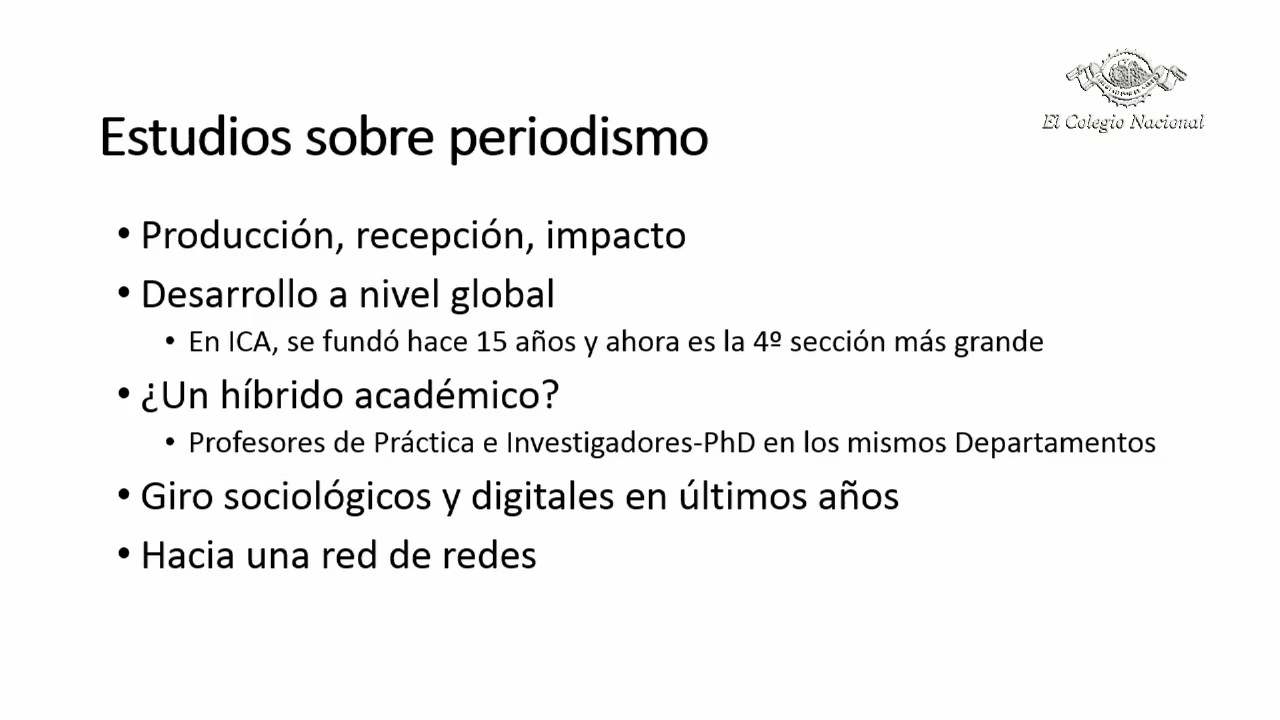 El Colegio Nacional
Estudios sobre periodismo
• Producción, recepción, impacto
• Desarrollo a nivel global
• En ICA, se fundó hace 15 años y ahora es la 4º sección más grande
• ¿Un híbrido académico?
• Profesores de Práctica e Investigadores-PhD en los mismos Departamentos
• Giro sociológicos y digitales en últimos años
• Hacia una red de redes